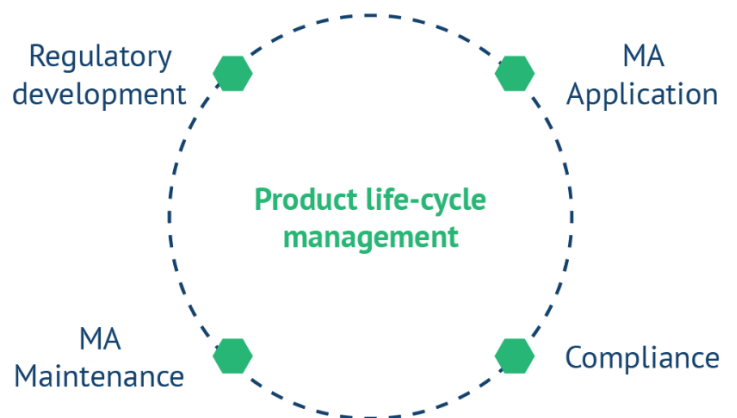 Regulatory
development
MA
Application
Product life-cycle
management
MA
Maintenance
Compliance